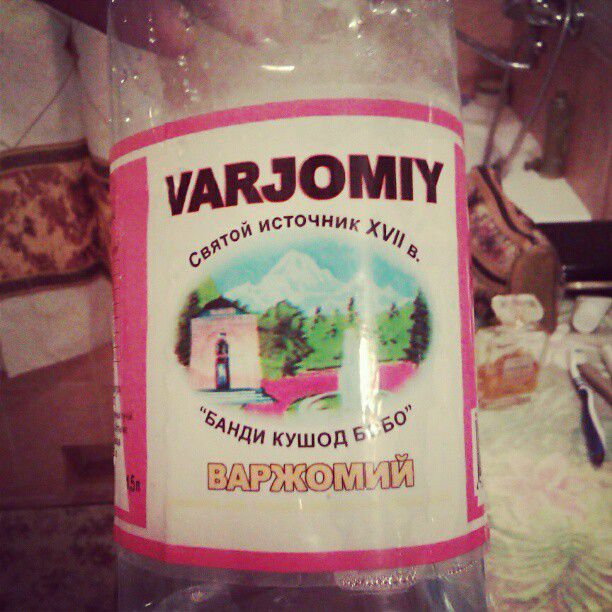 VARJOMIY
Святой источник XVII в.
"БАНДИ КУШОД
ВАРЖОМИЙ